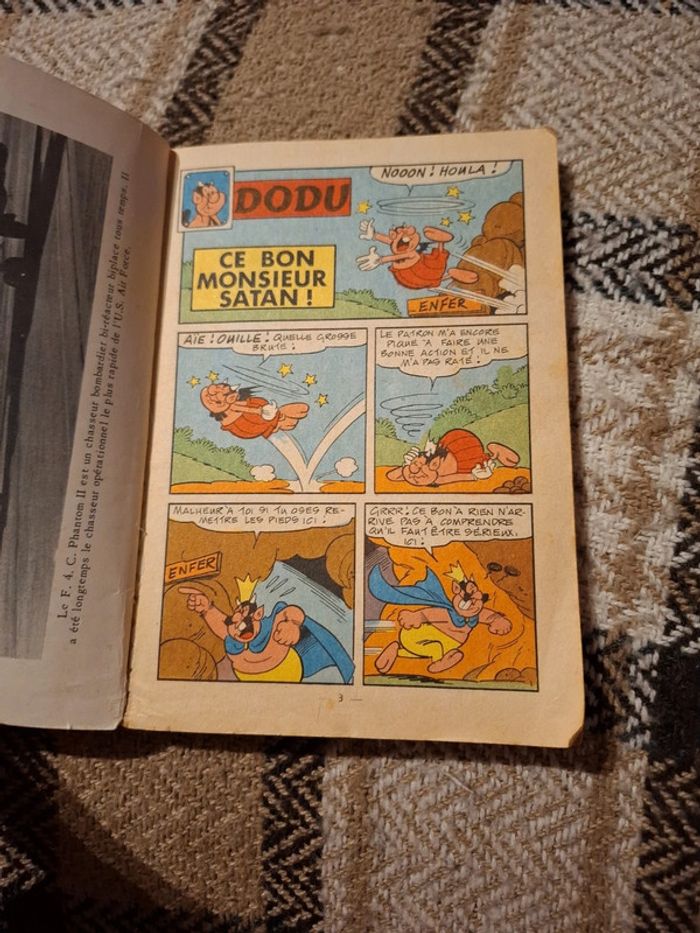 Le F. 4. C. Phantom II est un chasseur bombardier bi-réacteur biplace tous temps. Il
a été longtemps le chasseur opérationnel le plus rapide de l'U.S. Air Force.
DODU
NOOON! HOULA!
CE BON
MONSIEUR
SATAN!
ENFER
AÏE! OUILLE! QUELLE GROSSE
BRUTE!
LE PATRON M'A ENCORE
PIQUÉ À FAIRE UNE
BONNE ACTION ET IL NE
M'A PAS RATÉ!
MALHEUR À TOI SI TU OSES RE-
METTRE LES PIEDS ICI!
ENFER
GRRR! CE BON À RIEN N'AR-
RIVE PAS À COMPRENDRE
QU'IL FAUT ÊTRE SÉRIEUX,
ICI!
3 —